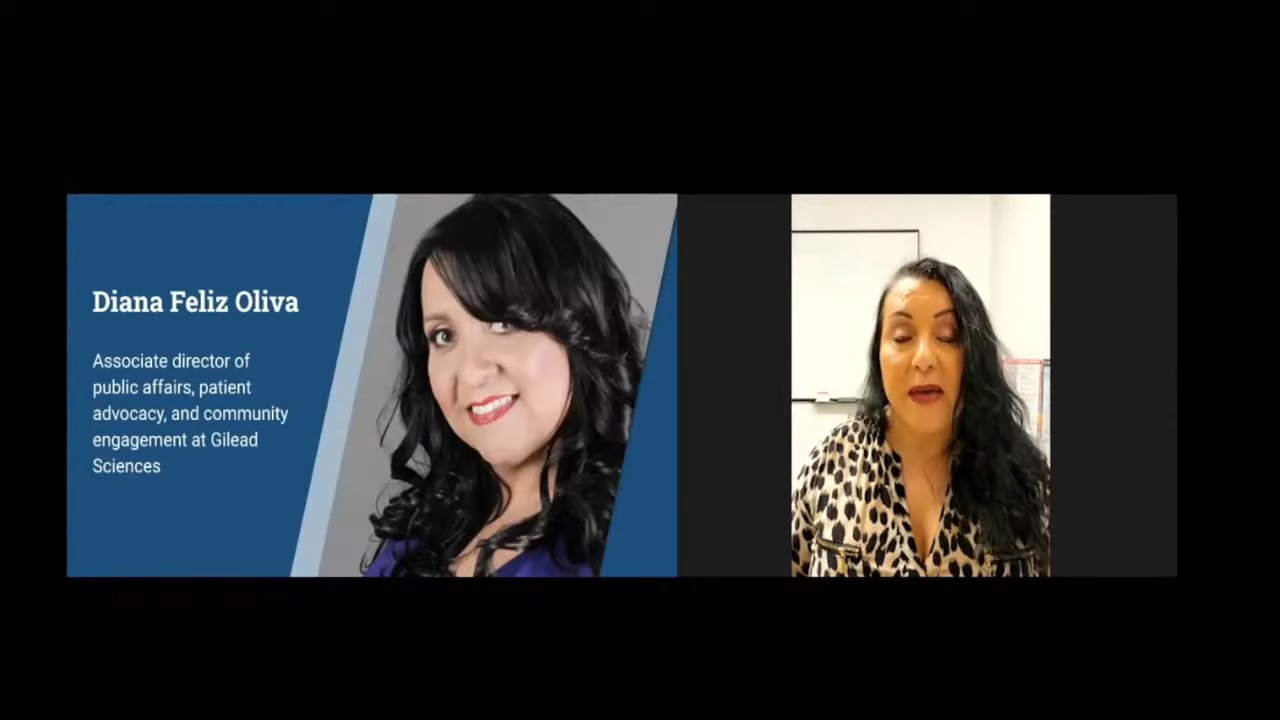 Diana Feliz Oliva
Associate director of
public affairs, patient
advocacy, and community
engagement at Gilead
Sciences